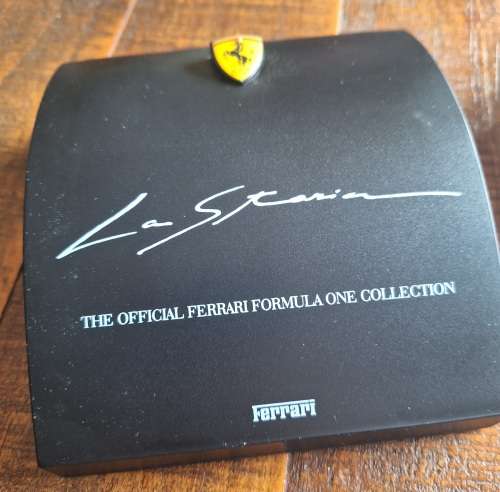 La Storia
THE OFFICIAL FERRARI FORMULA ONE COLLECTION
Ferrari